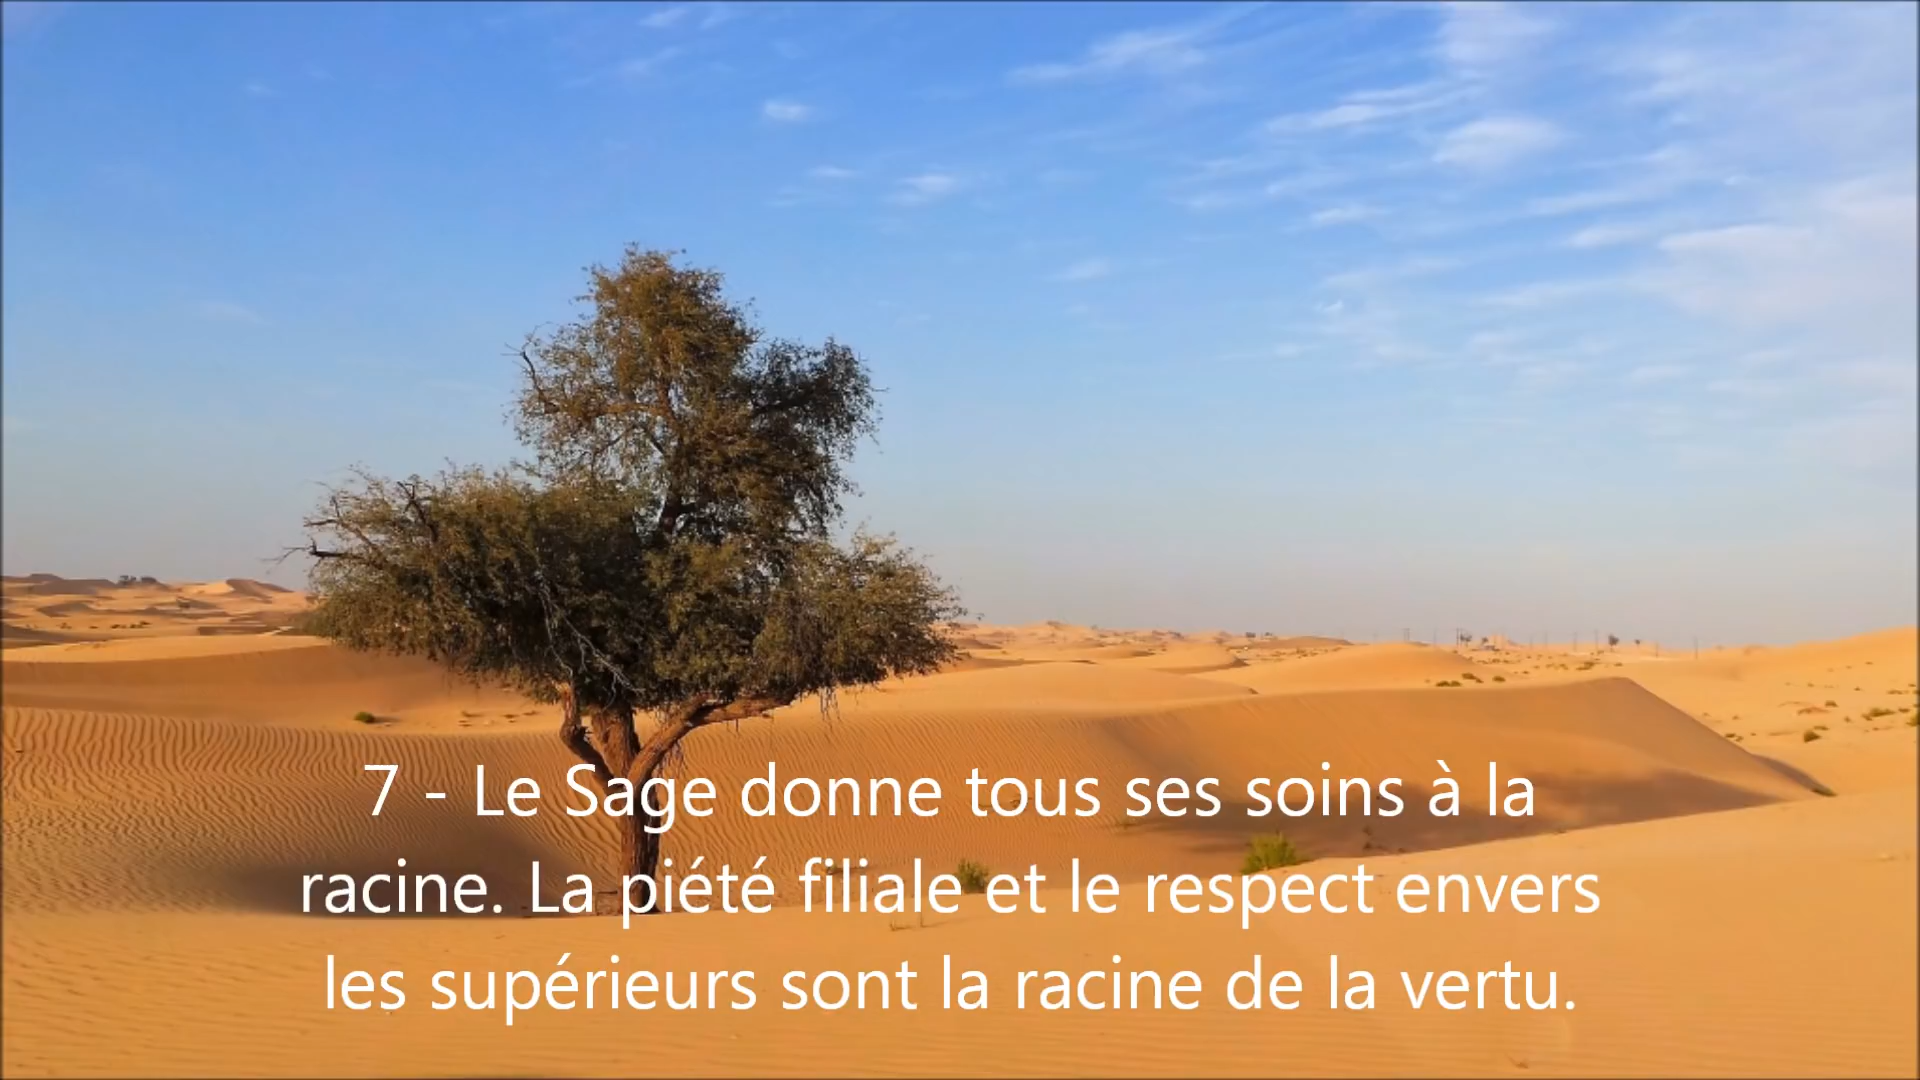 7 - Le Sage donne tous ses soins à la
racine. La piété filiale et le respect envers
les supérieurs sont la racine de la vertu.